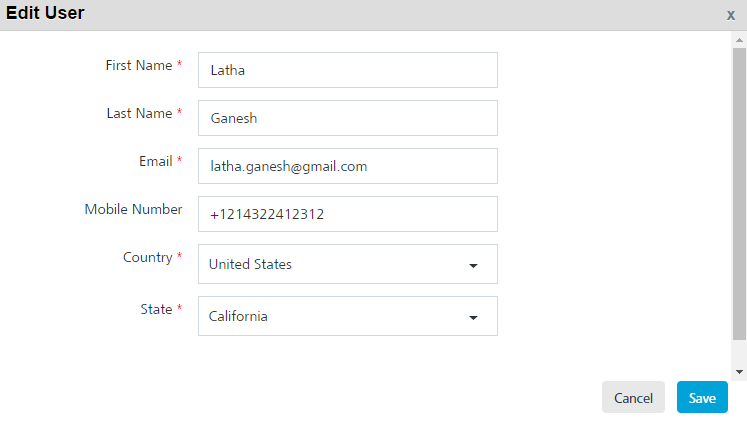 Edit User x
First Name * Latha
Last Name * Ganesh
Email * latha.ganesh@gmail.com
Mobile Number +1214322412312
Country * United States
State * California
Cancel Save